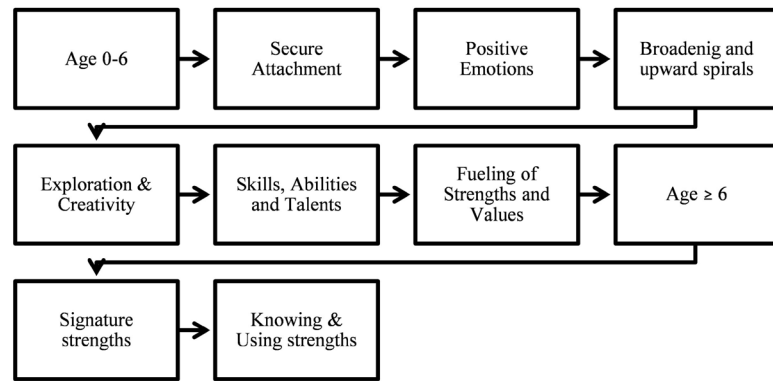 Age 0-6
Secure
Attachment
Positive
Emotions
Broadenig and
upward spirals
Exploration &
Creativity
Skills, Abilities
and Talents
Fueling of
Strengths and
Values
Age ≥ 6
Signature
strengths
Knowing &
Using strengths